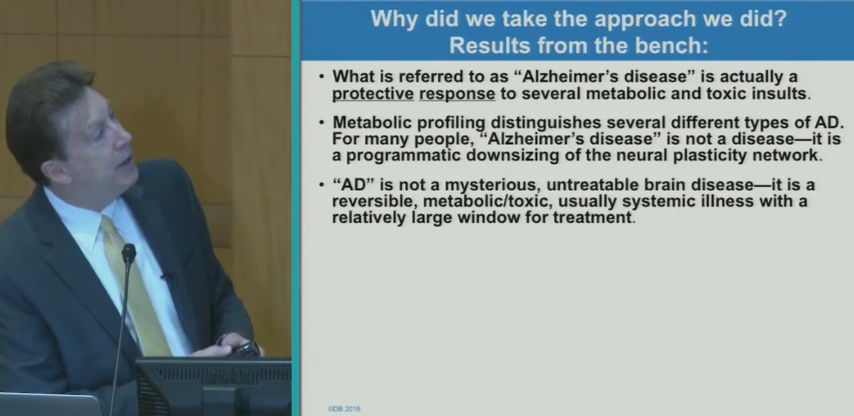 Why did we take the approach we did?
Results from the bench:
• What is referred to as “Alzheimer’s disease” is actually a
protective response to several metabolic and toxic insults.
• Metabolic profiling distinguishes several different types of AD.
For many people, “Alzheimer’s disease” is not a disease—it is
a programmatic downsizing of the neural plasticity network.
• “AD” is not a mysterious, untreatable brain disease—it is a
reversible, metabolic/toxic, usually systemic illness with a
relatively large window for treatment.
©DB 2016